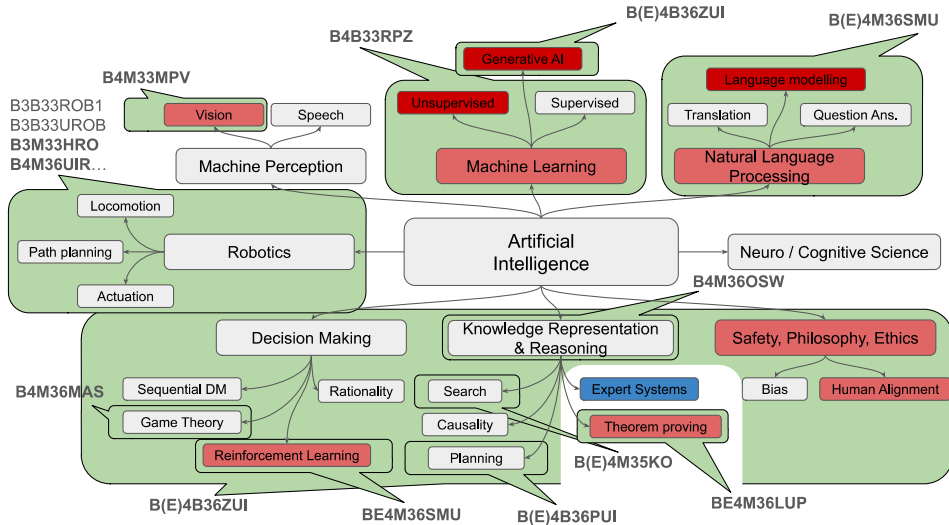 B(E)4B36ZUI
B(E)4M36SMU
B4B33RPZ
B4M33MPV
Generative AI
Language modelling
B3B33ROB1
B3B33UROB
B3M33HRO
B4M36UIR...
Vision
Speech
Unsupervised
Supervised
Translation
Question Ans.
Machine Perception
Machine Learning
Natural Language
Processing
Locomotion
Path planning
Robotics
Actuation
Artificial
Intelligence
Neuro / Cognitive Science
B4M36OSW
Decision Making
Knowledge Representation
& Reasoning
Safety, Philosophy, Ethics
B4M36MAS
Sequential DM
Rationality
Search
Expert Systems
Bias
Human Alignment
Game Theory
Causality
Theorem proving
Reinforcement Learning
Planning
B(E)4M35KO
B(E)4B36ZUI
BE4M36SMU
B(E)4B36PUI
BE4M36LUP